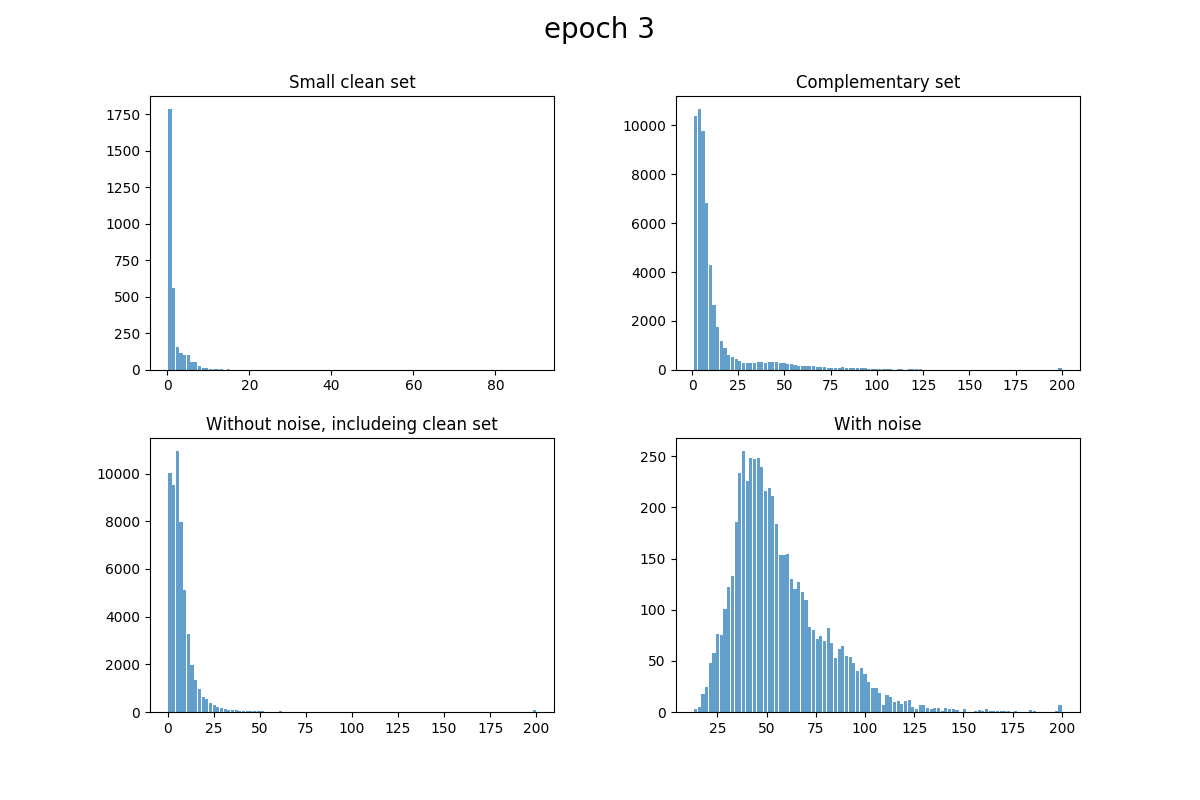 epoch 3
Small clean set
1750
1500
1250
1000
750
500
250
0
0 20 40 60 80
Complementary set
10000
8000
6000
4000
2000
0
0 25 50 75 100 125 150 175 200
Without noise, includeing clean set
10000
8000
6000
4000
2000
0
0 25 50 75 100 125 150 175 200
With noise
250
200
150
100
50
0
25 50 75 100 125 150 175 200